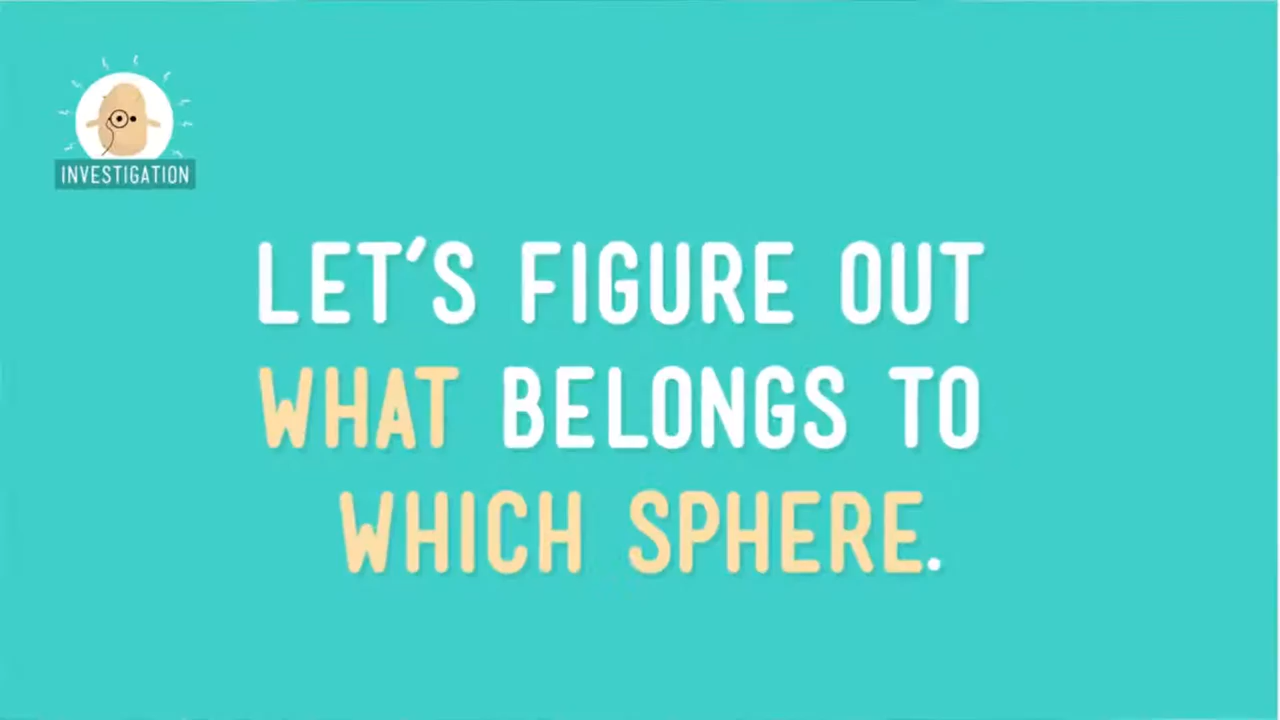 INVESTIGATION
LET'S FIGURE OUT
WHAT BELONGS TO
WHICH SPHERE.